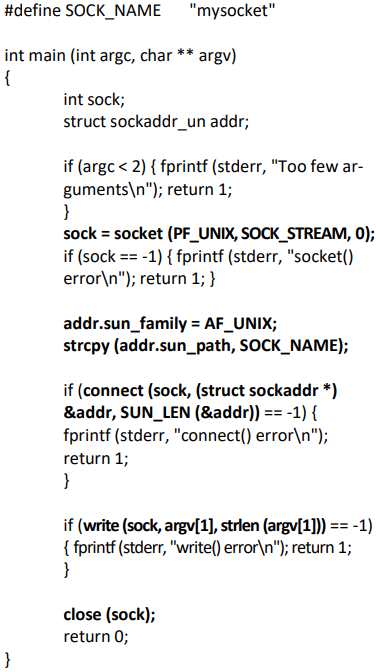 #define SOCK_NAME "mysocket"
int main (int argc, char ** argv)
{
int sock;
struct sockaddr_un addr;
if (argc < 2) { fprintf (stderr, "Too few ar-
guments\n"); return 1;
}
sock = socket (PF_UNIX, SOCK_STREAM, 0);
if (sock == -1) { fprintf (stderr, "socket()
error\n"); return 1; }
addr.sun_family = AF_UNIX;
strcpy (addr.sun_path, SOCK_NAME);
if (connect (sock, (struct sockaddr *)
&addr, SUN_LEN (&addr)) == -1) {
fprintf (stderr, "connect() error\n");
return 1;
}
if (write (sock, argv[1], strlen (argv[1])) == -1)
{ fprintf (stderr, "write() error\n"); return 1;
}
close (sock);
return 0;
}